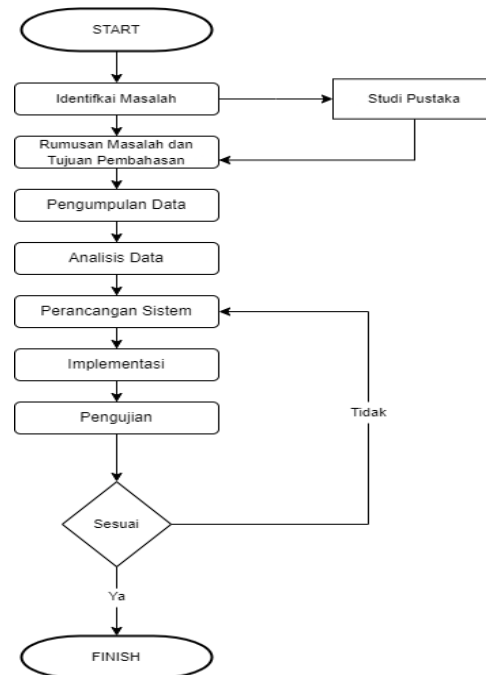 START
Identifkai Masalah
Studi Pustaka
Rumusan Masalah dan
Tujuan Pembahasan
Pengumpulan Data
Analisis Data
Perancangan Sistem
Implementasi
Pengujian
Tidak
Sesuai
Ya
FINISH